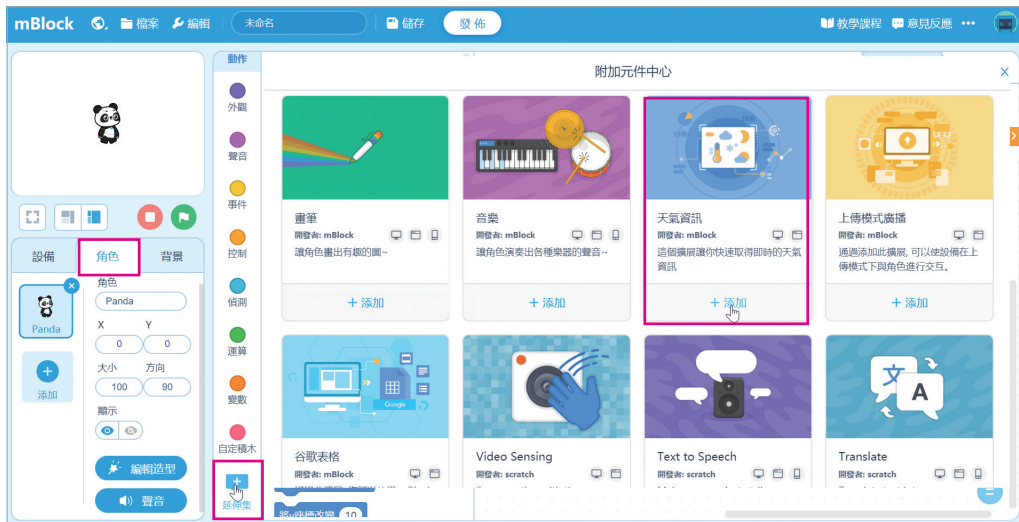 mBlock 檔案 編輯 未命名 儲存 發佈 教學課程 意見反應
動作
外觀
聲音
事件
控制
偵測
運算
變數
自定積木
延伸集
設備 角色 背景
Panda
添加
角色
Panda
X Y
0 0
大小 方向
100 90
顯示
編輯造型
聲音
附加元件中心 X
畫筆
開發者: mBlock
讓角色畫出有趣的圖~
+ 添加
音樂
開發者: mBlock
讓角色演奏出各種樂器的聲音~
+ 添加
天氣資訊
開發者: mBlock
這個擴展讓你快速取得即時的天氣
資訊
+ 添加
上傳模式廣播
開發者: mBlock
通過添加此擴展, 可以使設備在上
傳模式下與角色進行交互。
+ 添加
Google
谷歌表格
開發者: mBlock
Video Sensing
開發者: scratch
Text to Speech
開發者: scratch
文 A
Translate
開發者: scratch
將y座標改變 10